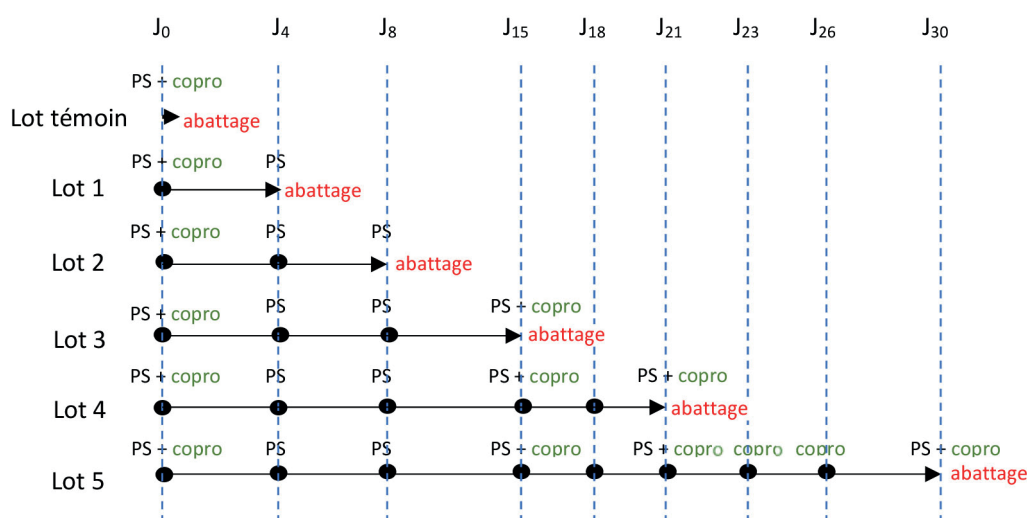 J0 J4 J8 J15 J18 J21 J23 J26 J30
PS + copro
Lot témoin abattage
PS + copro PS
Lot 1 abattage
PS + copro PS PS
Lot 2 abattage
PS + copro PS PS PS + copro
Lot 3 abattage
PS + copro PS PS PS + copro PS + copro
Lot 4 abattage
PS + copro PS PS PS + copro PS + copro copro copro PS + copro
Lot 5 abattage